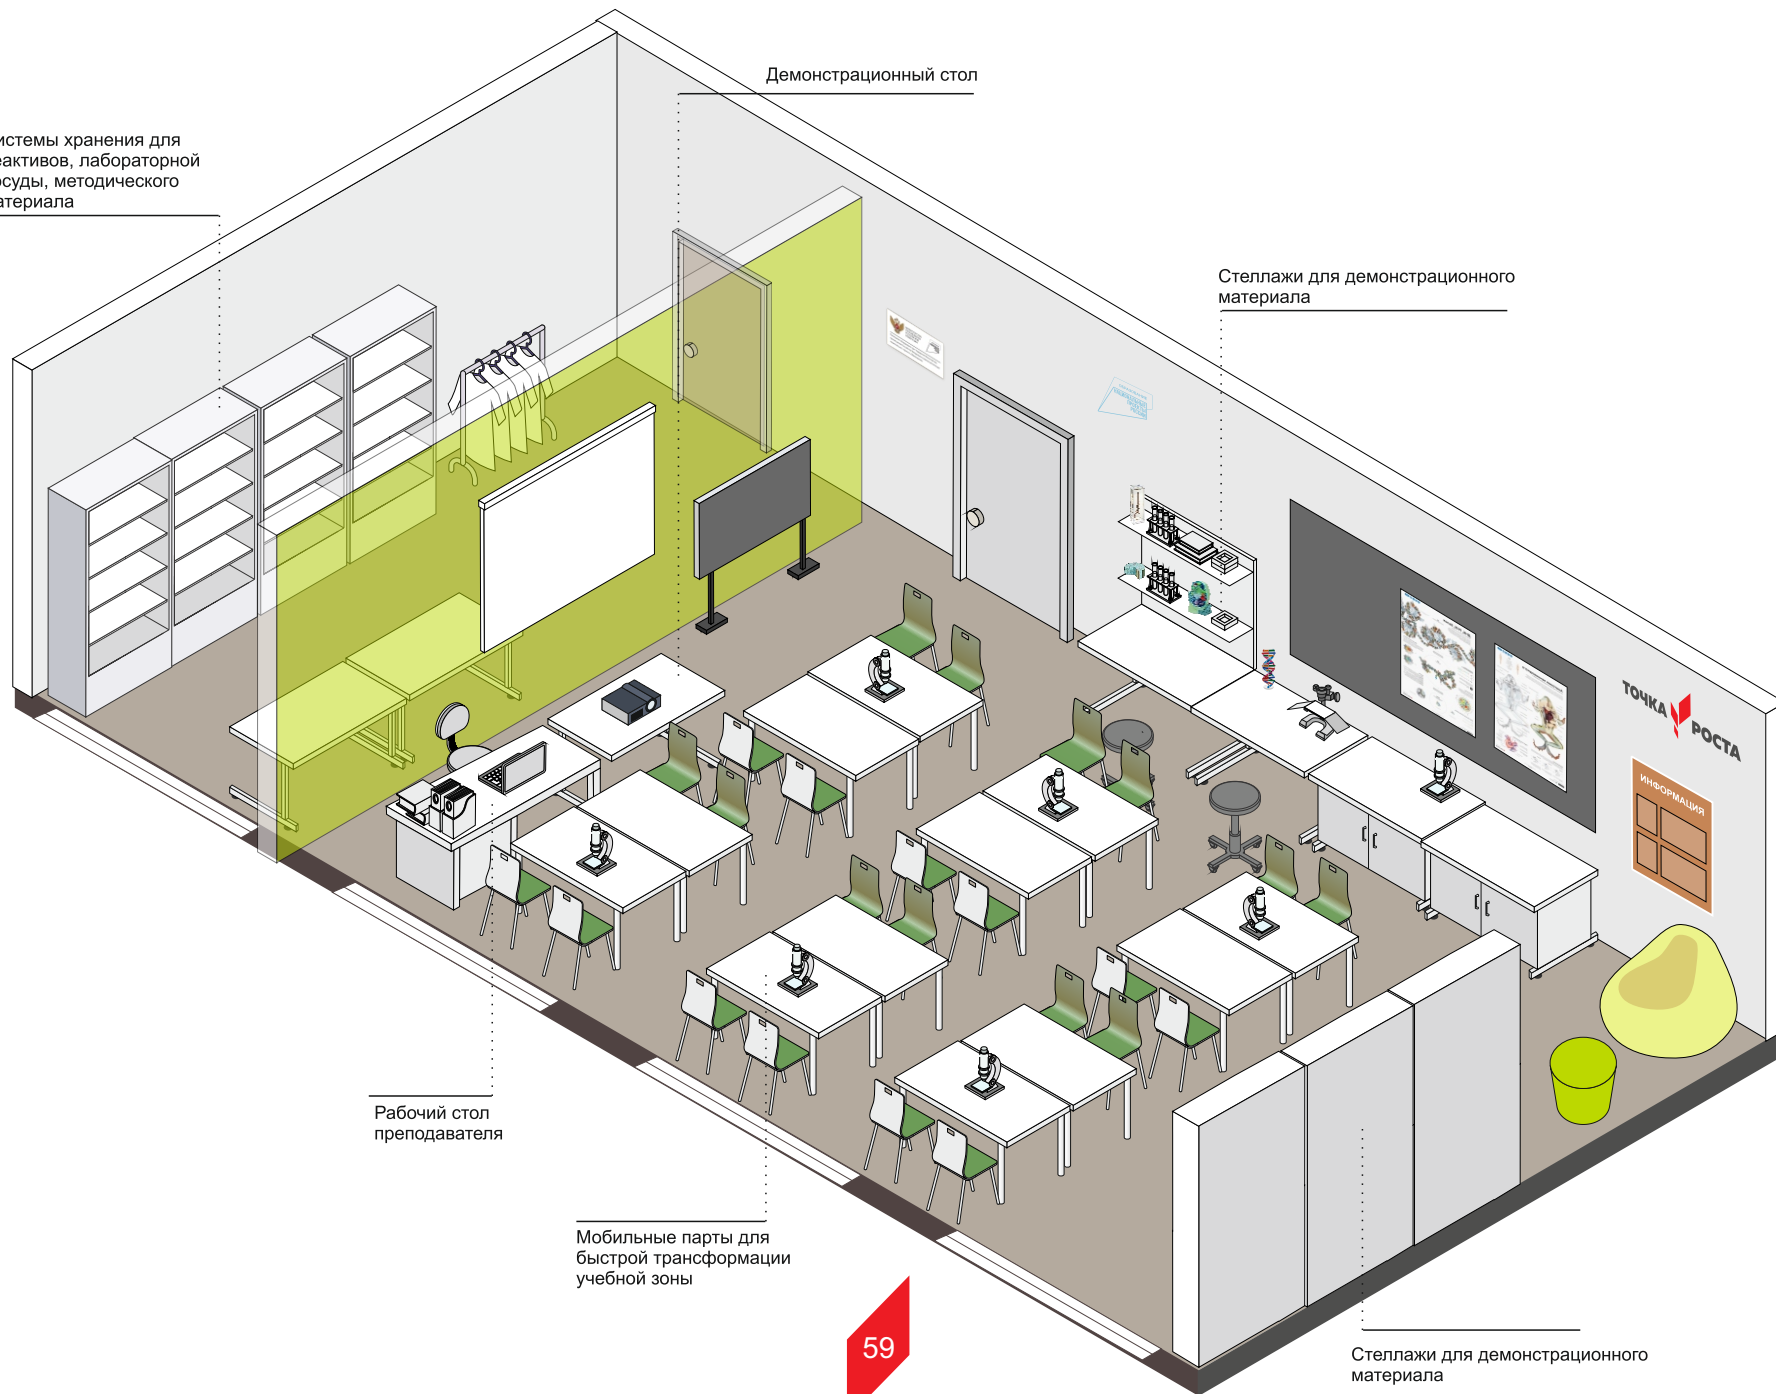 Демонстрационный стол
истемы хранения для
еактивов, лабораторной
осуды, методического
атериала
Стеллажи для демонстрационного
материала
ТОЧКА
РОСТА
ИНФОРМАЦИЯ
Рабочий стол
преподавателя
Мобильные парты для
быстрой трансформации
учебной зоны
59
Стеллажи для демонстрационного
материала